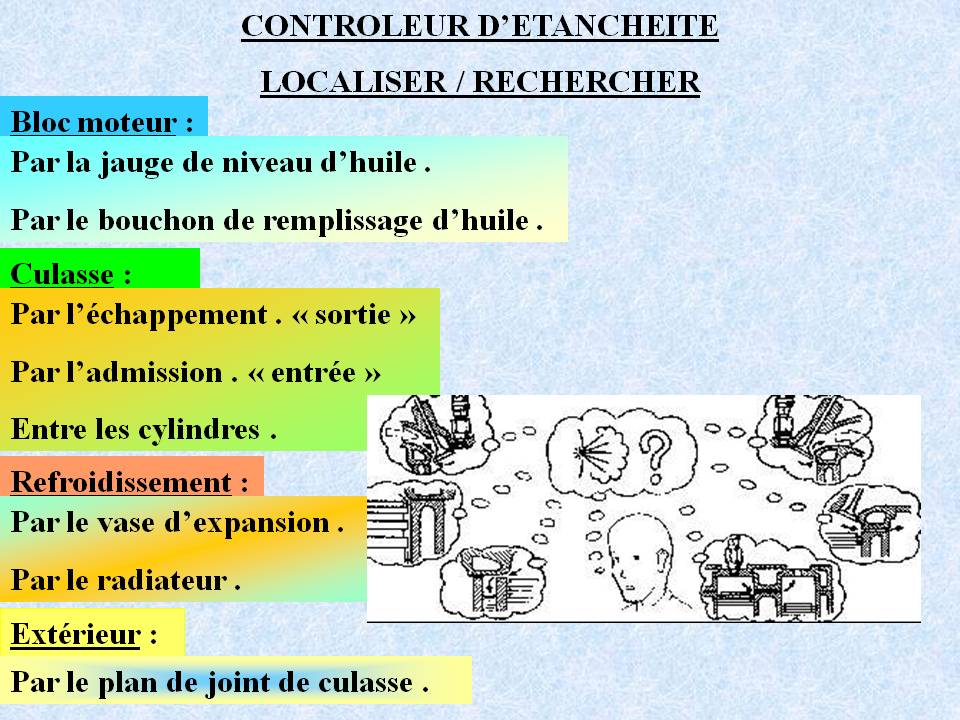 CONTROLEUR D’ETANCHEITE
LOCALISER / RECHERCHER
Bloc moteur :
Par la jauge de niveau d’huile .
Par le bouchon de remplissage d’huile .
Culasse :
Par l’échappement . « sortie »
Par l’admission . « entrée »
Entre les cylindres .
Refroidissement :
Par le vase d’expansion .
Par le radiateur .
Extérieur :
Par le plan de joint de culasse .
?